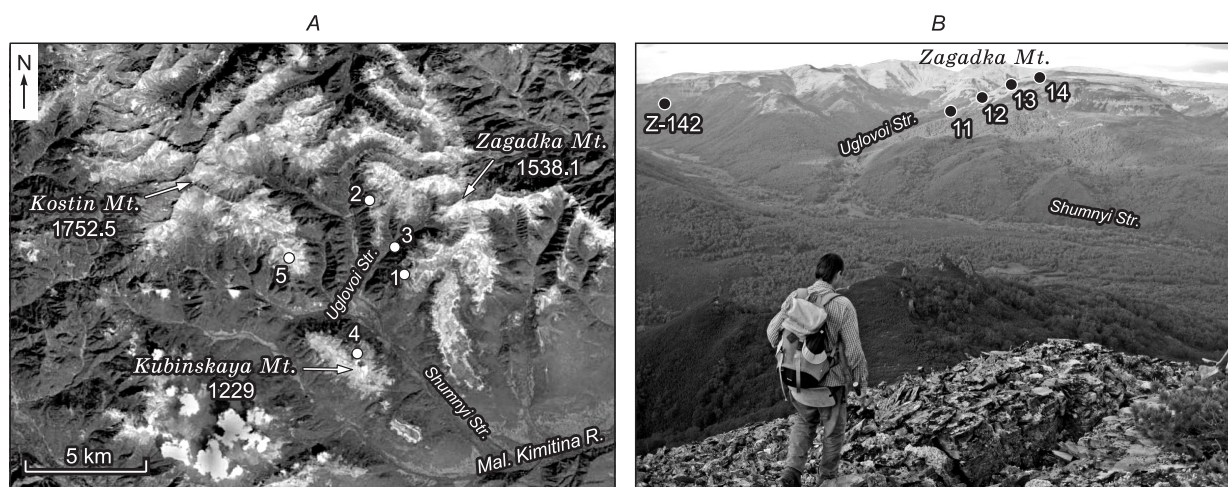 A
B
N
Zagadka Mt.
1538.1
Kostin Mt.
1752.5
2
3
1
5
Uglovoi Str.
4
Kubinskaya Mt.
1229
Shumnyi Str.
Mal. Kimitina R.
5 km
Zagadka Mt.
Z-142
11
12
13
14
Uglovoi Str.
Shumnyi Str.